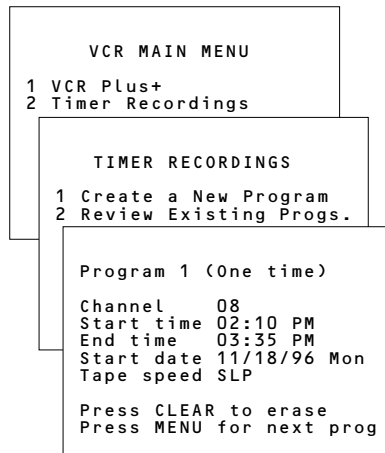 VCR MAIN MENU
1 VCR Plus+
2 Timer Recordings
TIMER RECORDINGS
1 Create a New Program
2 Review Existing Progs.
Program 1 (One time)
Channel 08
Start time 02:10 PM
End time 03:35 PM
Start date 11/18/96 Mon
Tape speed SLP
Press CLEAR to erase
Press MENU for next prog